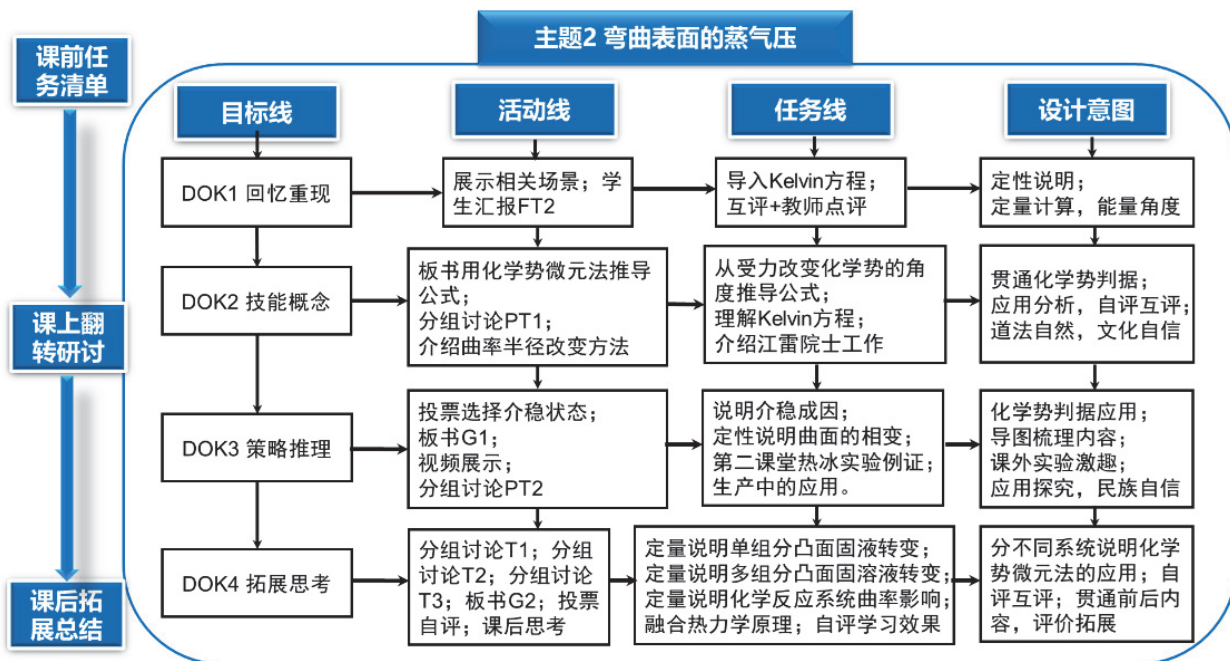 主题2 弯曲表面的蒸气压
课前任
务清单
目标线
活动线
任务线
设计意图
DOK1 回忆重现
展示相关场景；学
生汇报FT2
导入Kelvin方程；
互评+教师点评
定性说明；
定量计算，能量角度
DOK2 技能概念
板书用化学势微元法推导
公式；
分组讨论PT1；
介绍曲率半径改变方法
从受力改变化学势的角
度推导公式；
理解Kelvin方程；
介绍江雷院士工作
贯通化学势判据；
应用分析，自评互评；
道法自然，文化自信
课上翻
转研讨
DOK3 策略推理
投票选择介稳状态；
板书G1；
视频展示；
分组讨论PT2
说明介稳成因；
定性说明曲面的相变；
第二课堂热冰实验例证；
生产中的应用。
化学势判据应用；
导图梳理内容；
课外实验激趣；
应用探究，民族自信
DOK4 拓展思考
分组讨论T1；分组
讨论T2；分组讨论
T3；板书G2；投票
自评；课后思考
定量说明单组分凸面固液转变；
定量说明多组分凸面固溶液转变；
定量说明化学反应系统曲率影响；
融合热力学原理；自评学习效果
分不同系统说明化学
势微元法的应用；自
评互评；贯通前后内
容，评价拓展
课后拓
展总结